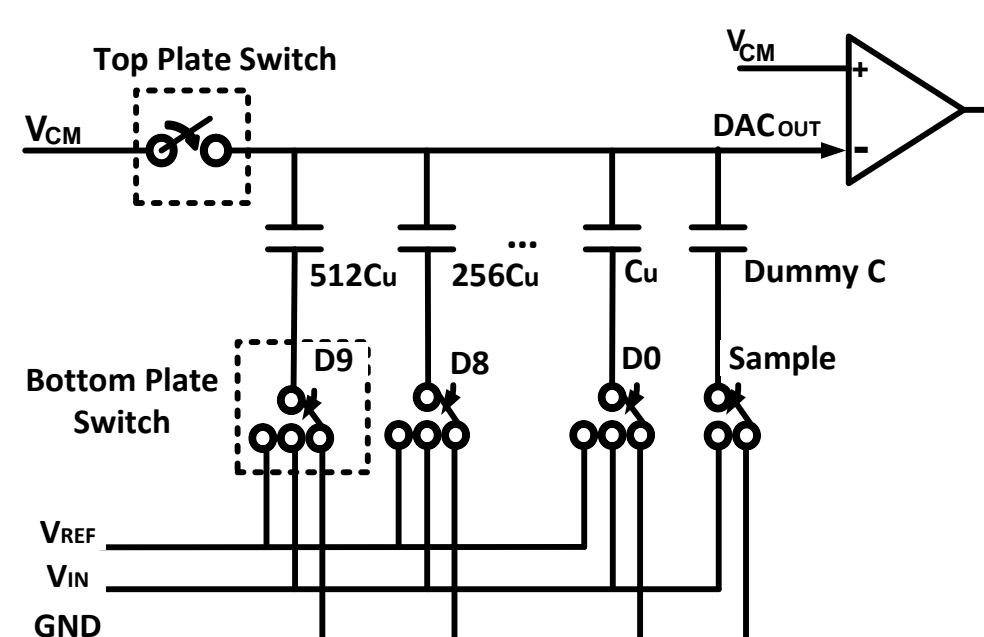 Top Plate Switch
VCM
+
VCM
DACOUT
-
...
512Cu
256Cu
Cu
Dummy C
D9
D8
D0
Sample
Bottom Plate
Switch
VREF
VIN
GND